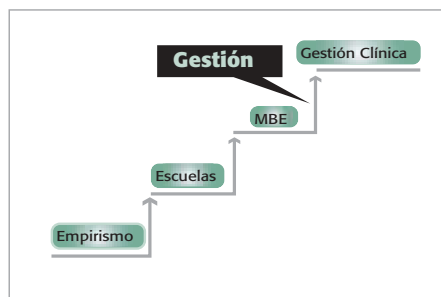 Gestión Clínica
Gestión
MBE
Escuelas
Empirismo